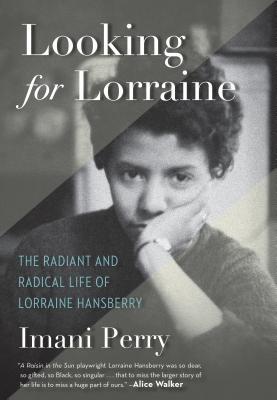 Looking
for Lorraine
THE RADIANT AND
RADICAL LIFE OF
LORRAINE HANSBERRY
Imani Perry
"A Raisin in the Sun playwright Lorraine Hansberry was so dear,
so gifted, so Black, so singular . . . that to miss the larger story of
her life is to miss a huge part of ours." –Alice Walker